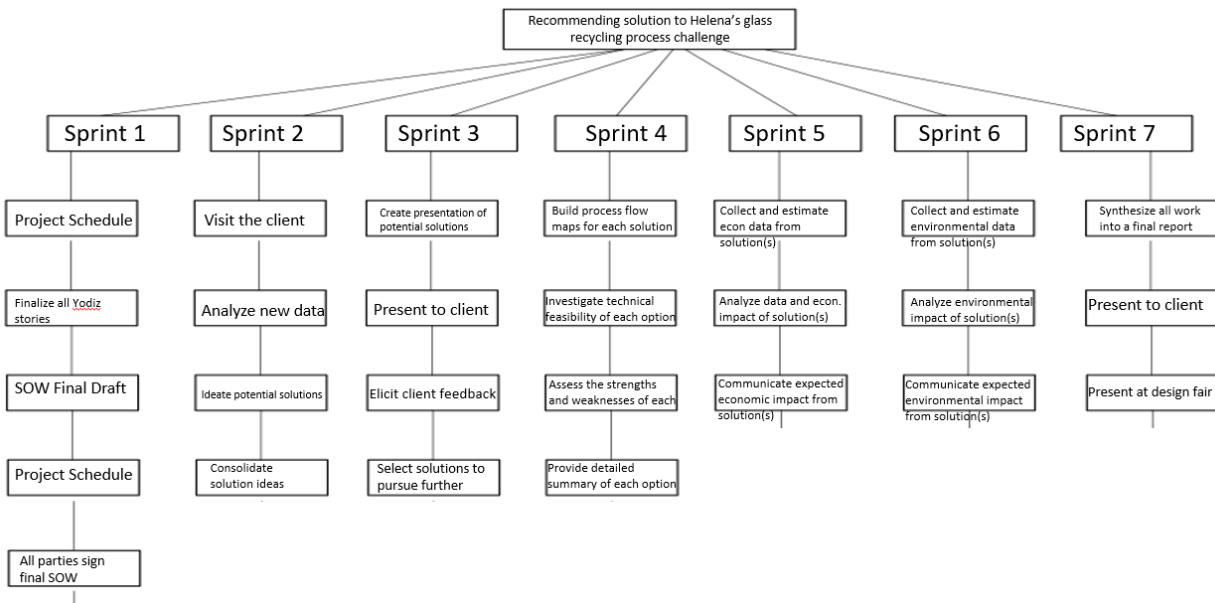 Recommending solution to Helena's glass
recycling process challenge
Sprint 1
Sprint 2
Sprint 3
Sprint 4
Sprint 5
Sprint 6
Sprint 7
Project Schedule
Finalize all Yodiz
stories
SOW Final Draft
Project Schedule
All parties sign
final SOW
Visit the client
Analyze new data
Ideate potential solutions
Consolidate
solution ideas
Create presentation of
potential solutions
Present to client
Elicit client feedback
Select solutions to
pursue further
Build process flow
maps for each solution
Investigate technical
feasibility of each option
Assess the strengths
and weaknesses of each
Provide detailed
summary of each option
Collect and estimate
econ data from
solution(s)
Analyze data and econ.
impact of solution(s)
Communicate expected
economic impact from
solution(s)
Collect and estimate
environmental data
from solution(s)
Analyze environmental
impact of solution(s)
Communicate expected
environmental impact
from solution(s)
Synthesize all work
into a final report
Present to client
Present at design fair